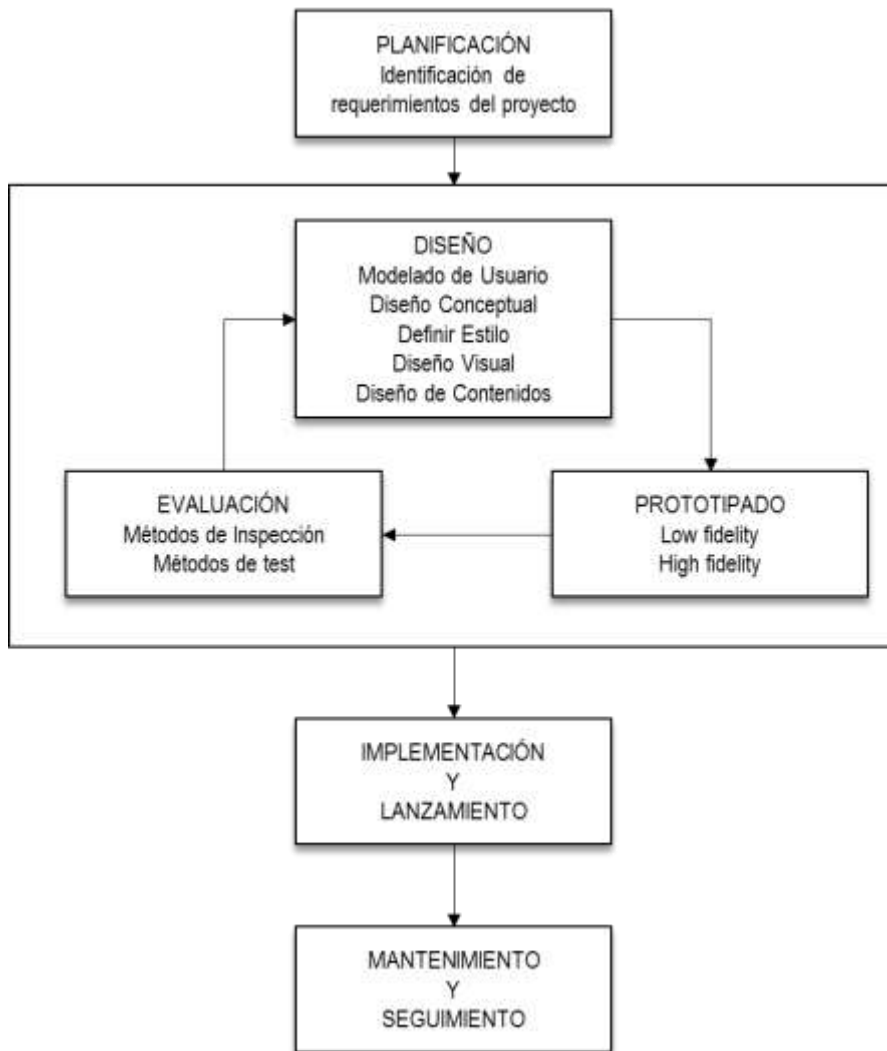 PLANIFICACIÓN
Identificación de
requerimientos del proyecto
DISEÑO
Modelado de Usuario
Diseño Conceptual
Definir Estilo
Diseño Visual
Diseño de Contenidos
EVALUACIÓN
Métodos de Inspección
Métodos de test
PROTOTIPADO
Low fidelity
High fidelity
IMPLEMENTACIÓN
Y
LANZAMIENTO
MANTENIMIENTO
Y
SEGUIMIENTO